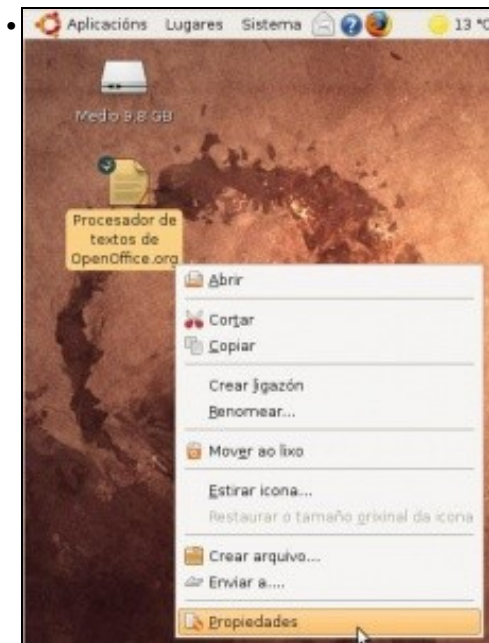 Aplicacións Lugares Sistema 13 °C
Medio 9,8 GB
Procesador de
textos de
OpenOffice.org
Abrir
Cortar
Copiar
Crear ligazón
Renomear...
Mover ao lixo
Estirar icona...
Restaurar o tamaño orixinal da icona
Crear arquivo...
Enviar a....
Propiedades